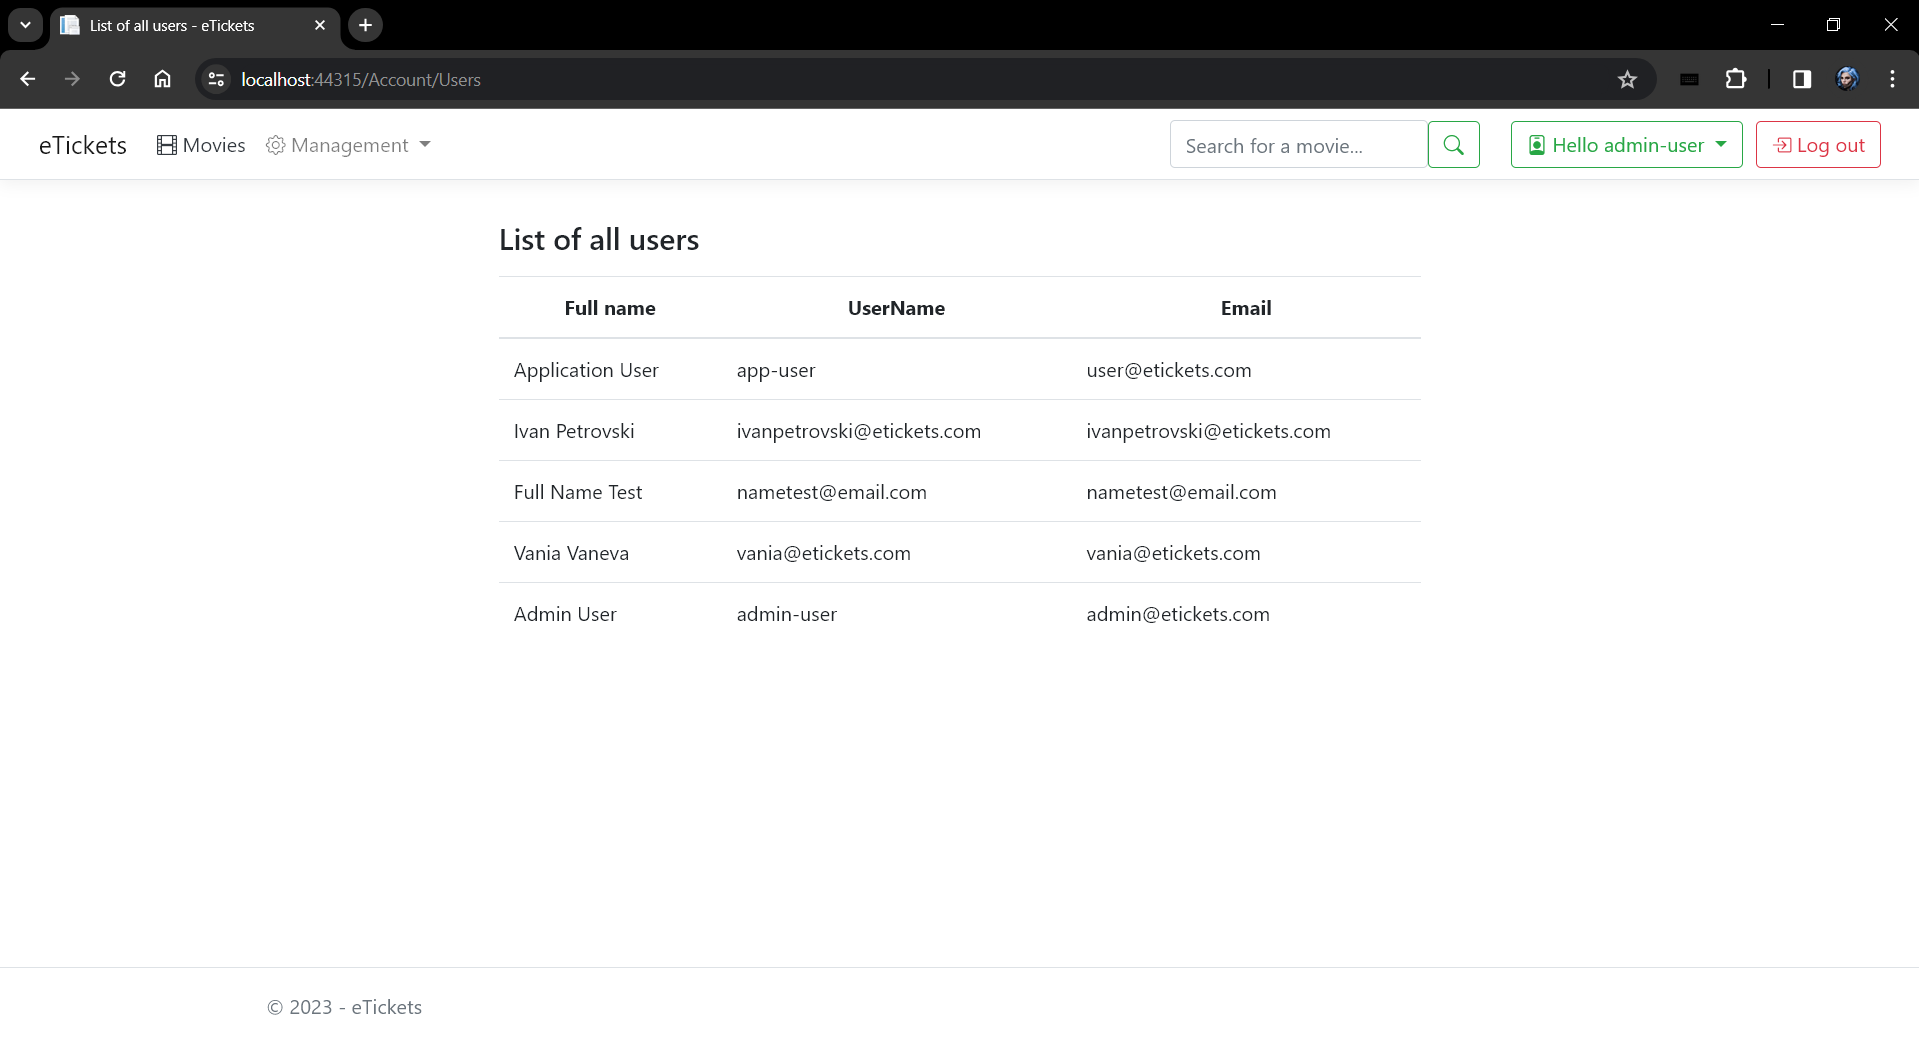 List of all users - eTickets
localhost:44315/Account/Users
eTickets Movies Management Search for a movie... Hello admin-user Log out
List of all users
Full name UserName Email
Application User app-user user@etickets.com
Ivan Petrovski ivanpetrovski@etickets.com ivanpetrovski@etickets.com
Full Name Test nametest@email.com nametest@email.com
Vania Vaneva vania@etickets.com vania@etickets.com
Admin User admin-user admin@etickets.com
© 2023 - eTickets